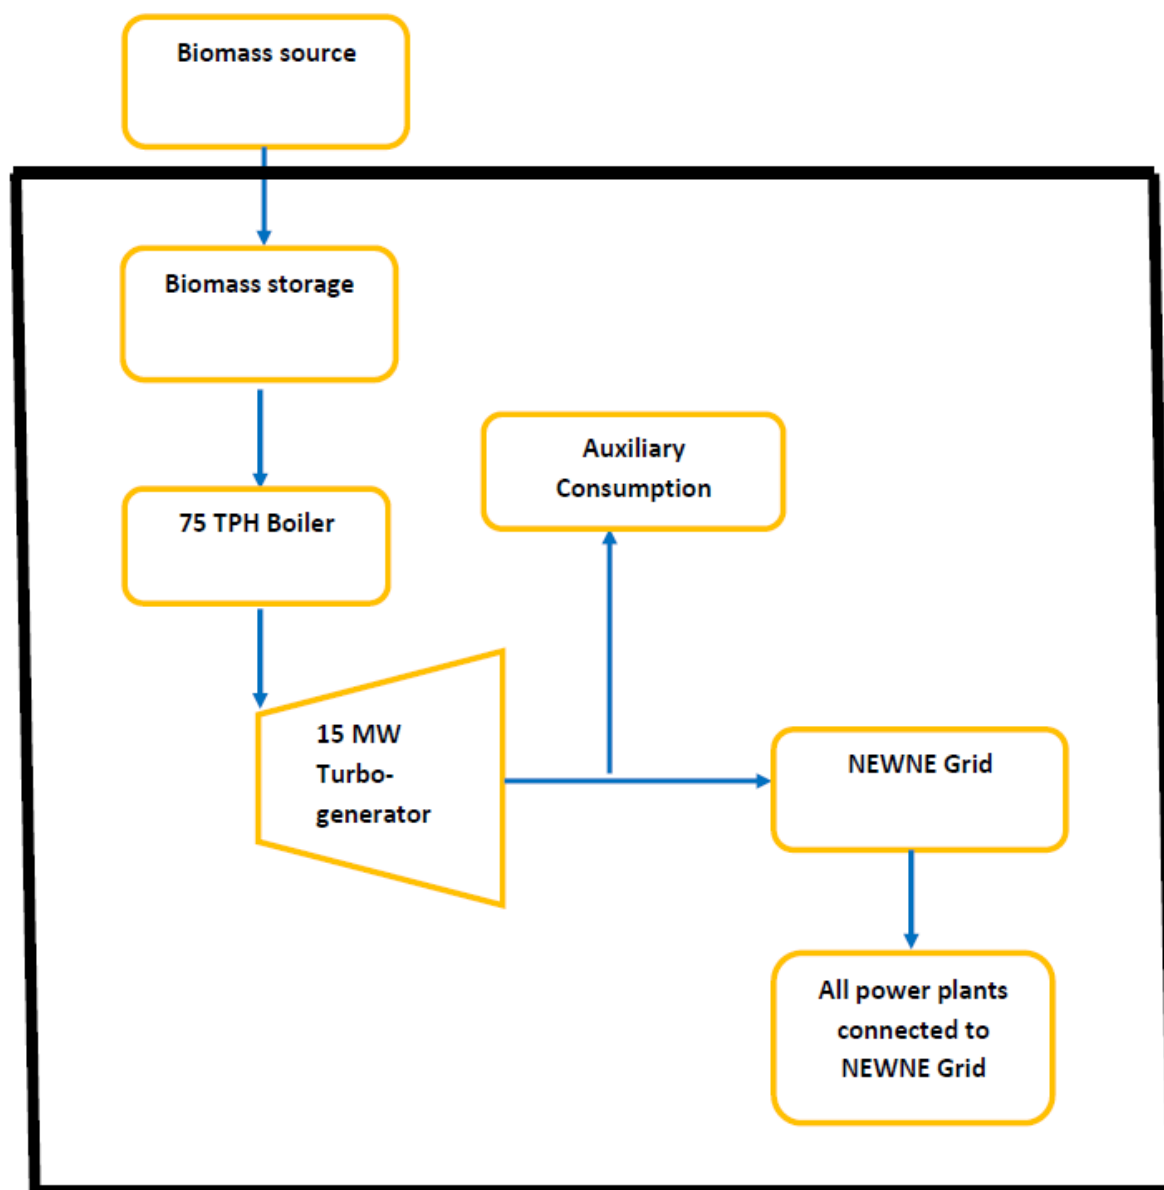 Biomass source
Biomass storage
75 TPH Boiler
Auxiliary
Consumption
15 MW
Turbo-
generator
NEWNE Grid
All power plants
connected to
NEWNE Grid